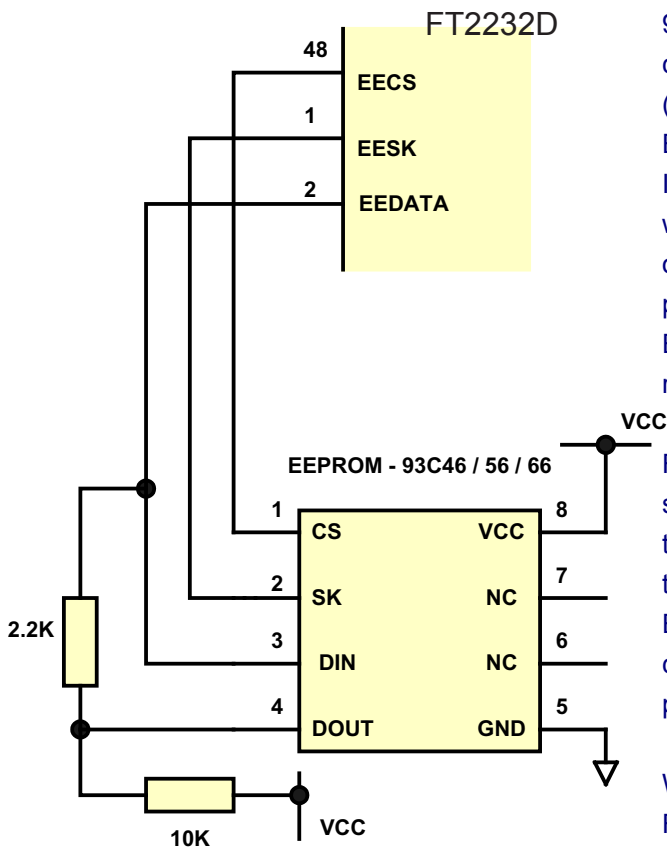 FT2232D
48
EECS
1
EESK
2
EEDATA
VCC
EEPROM - 93C46 / 56 / 66
1
CS
VCC
8
2
SK
NC
7
2.2K
3
DIN
NC
6
4
DOUT
GND
5
10K
VCC